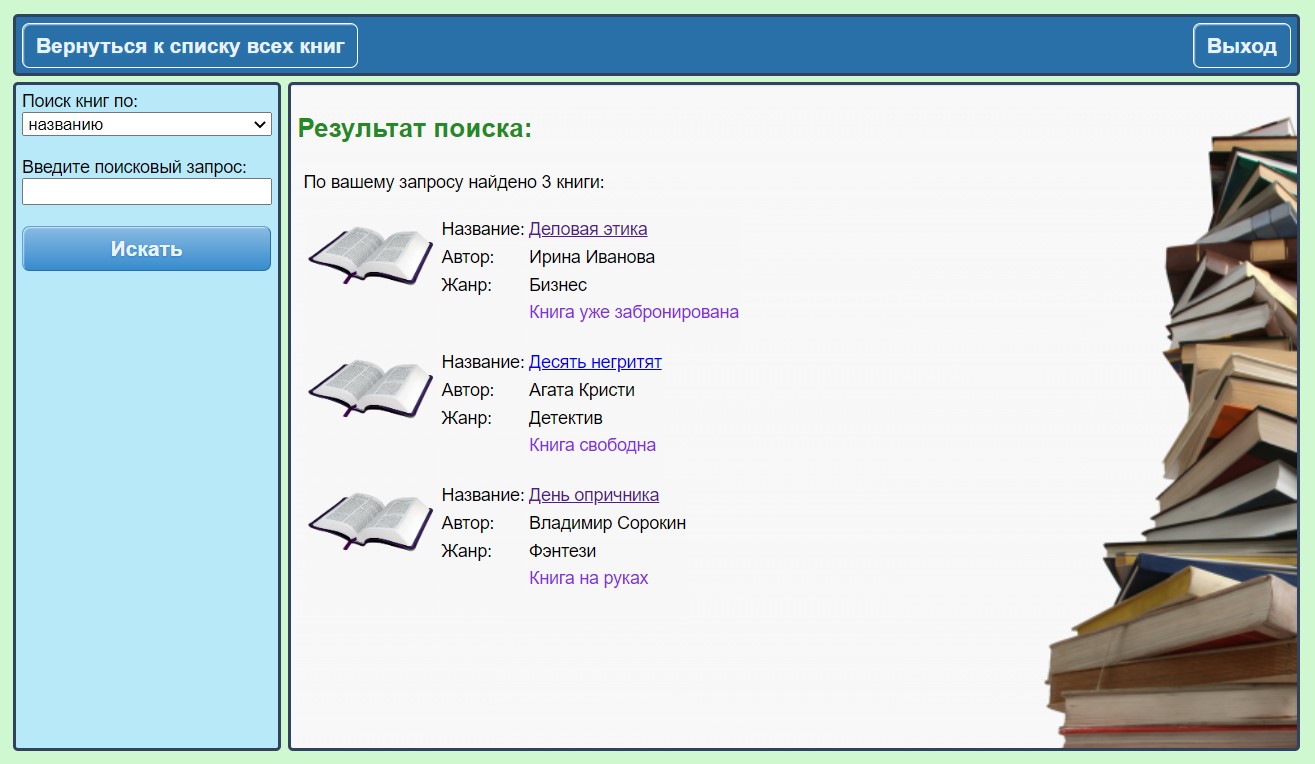 Вернуться к списку всех книг
Выход
Поиск книг по:
названию
Введите поисковый запрос:
Искать
Результат поиска:
По вашему запросу найдено 3 книги:
Название: Деловая этика
Автор: Ирина Иванова
Жанр: Бизнес
Книга уже забронирована
Название: Десять негритят
Автор: Агата Кристи
Жанр: Детектив
Книга свободна
Название: День опричника
Автор: Владимир Сорокин
Жанр: Фэнтези
Книга на руках